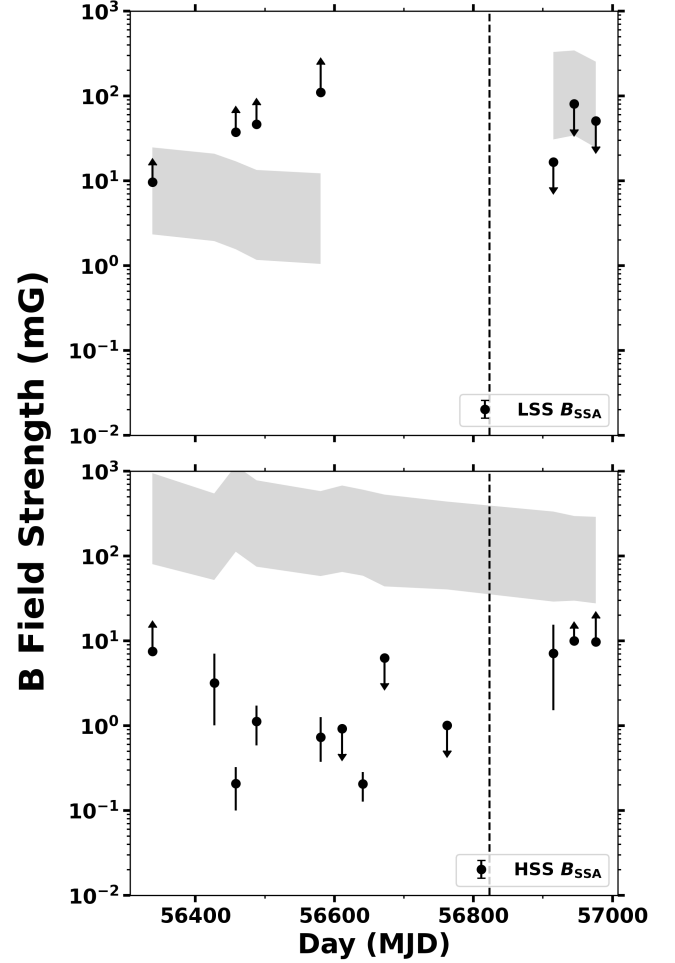 B Field Strength (mG)
10³
10²
10¹
10⁰
10⁻¹
10⁻²
LSS B_SSA
10³
10²
10¹
10⁰
10⁻¹
10⁻²
HSS B_SSA
56400 56600 56800 57000
Day (MJD)